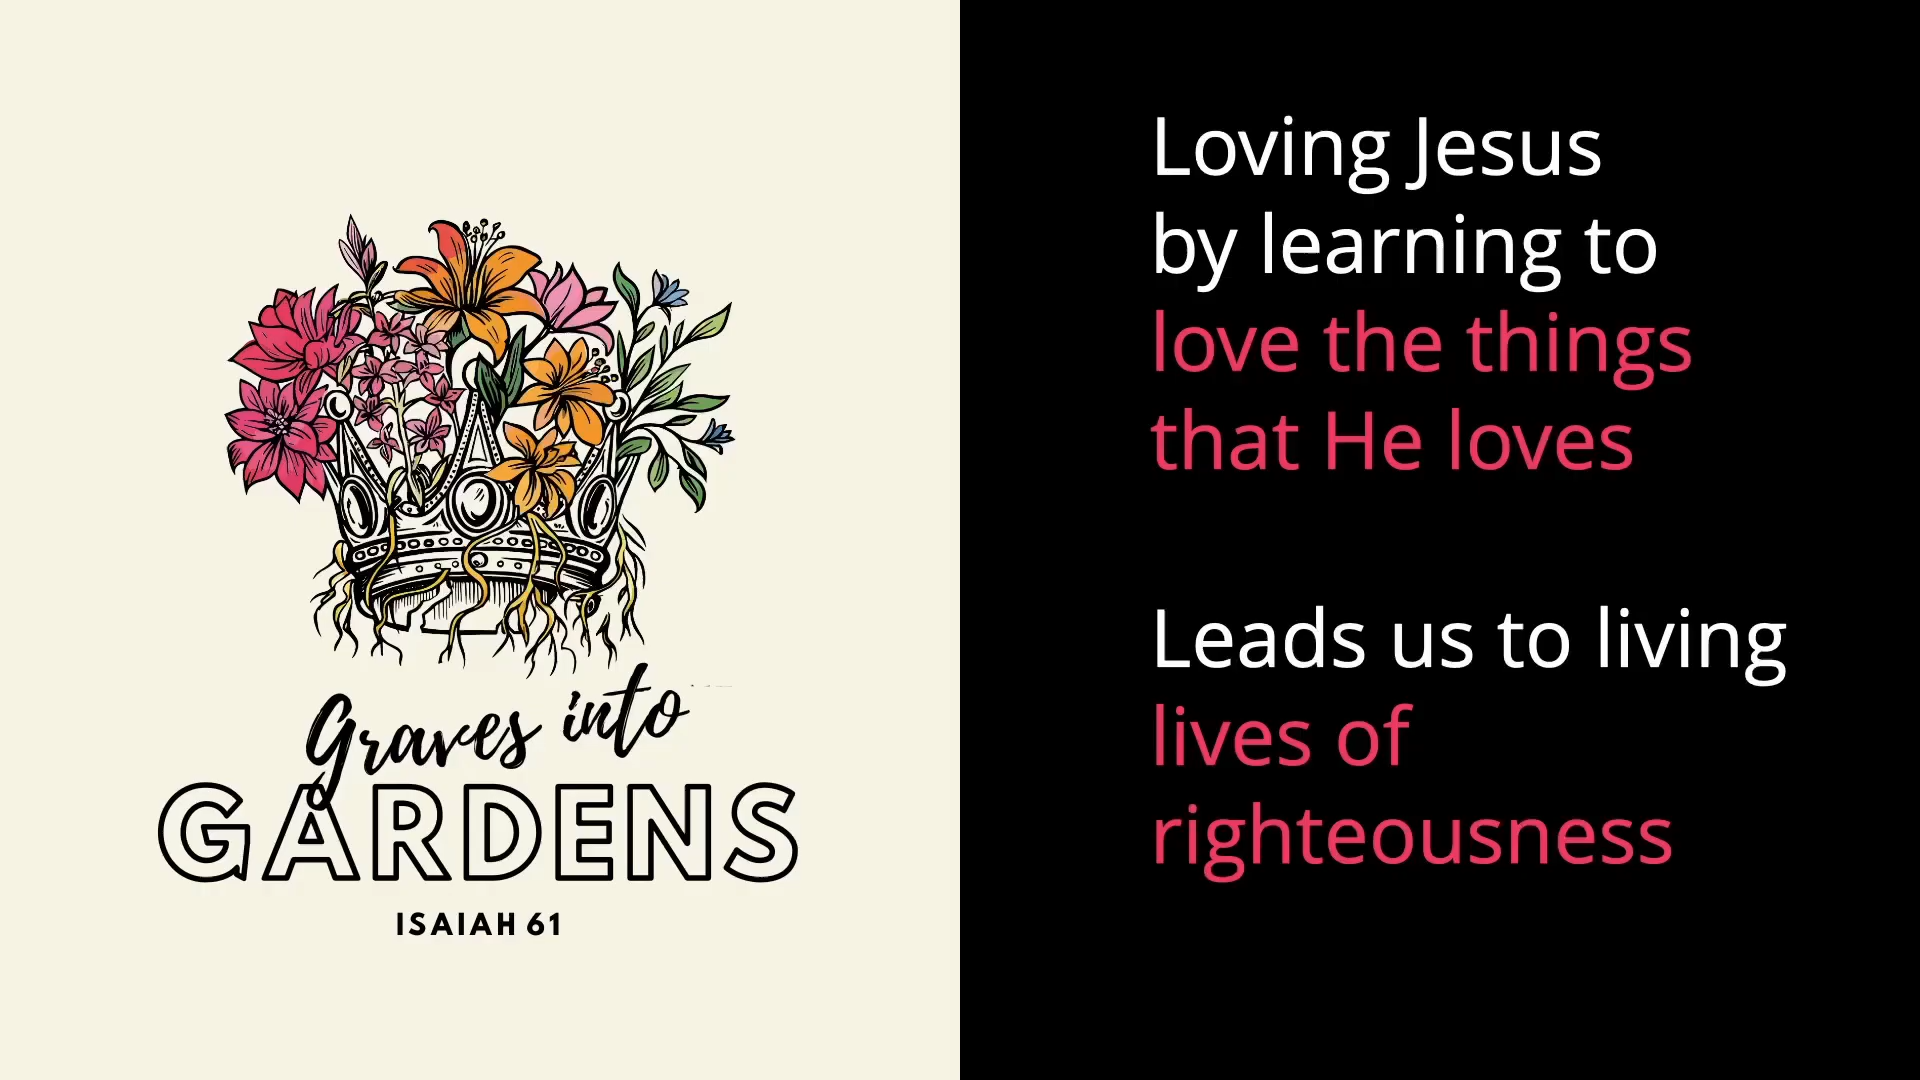 Graves into
GARDENS
ISAIAH 61
Loving Jesus
by learning to
love the things
that He loves
Leads us to living
lives of
righteousness